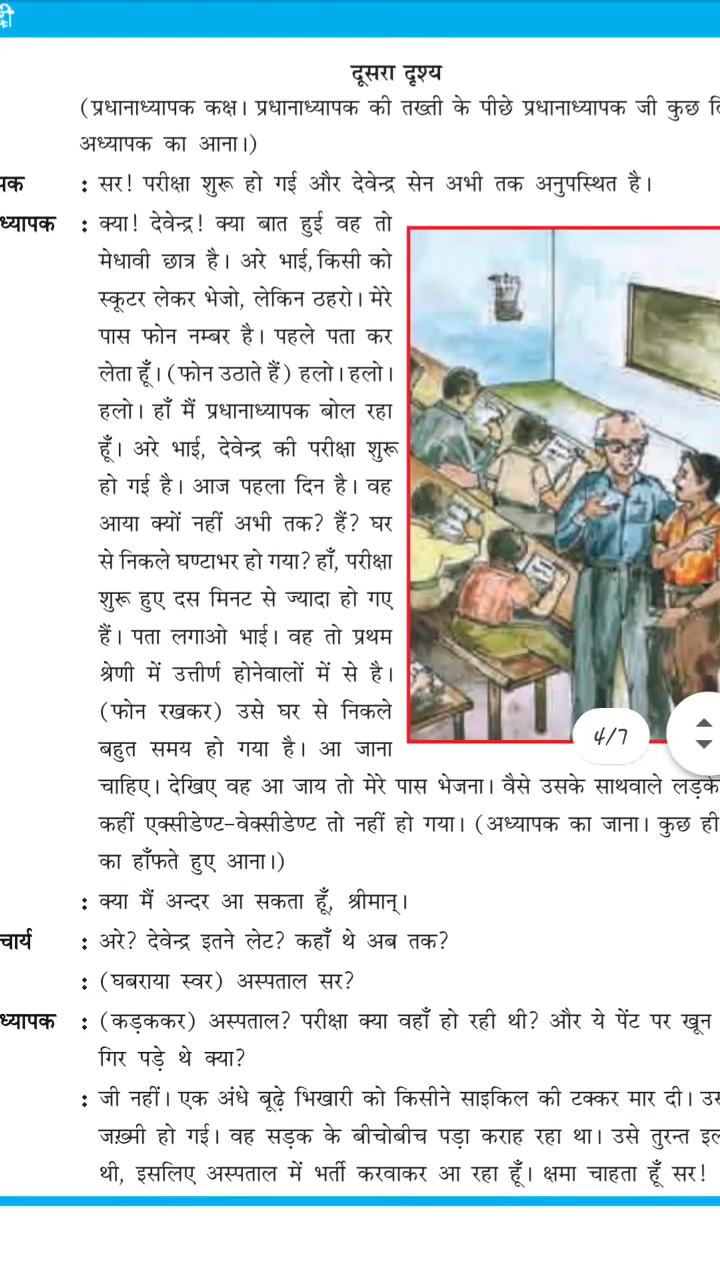 दूसरा दृश्य
(प्रधानाध्यापक कक्ष। प्रधानाध्यापक की तख्ती के पीछे प्रधानाध्यापक जी कुछ
अध्यापक का आना।)
: सर! परीक्षा शुरू हो गई और देवेन्द्र सेन अभी तक अनुपस्थित है।
ध्यापक : क्या! देवेन्द्र! क्या बात हुई वह तो
मेधावी छात्र है। अरे भाई, किसी को
स्कूटर लेकर भेजो, लेकिन ठहरो। मेरे
पास फोन नम्बर है। पहले पता कर
लेता हूँ। (फोन उठाते हैं) हलो। हलो।
हलो। हाँ मैं प्रधानाध्यापक बोल रहा
हूँ। अरे भाई, देवेन्द्र की परीक्षा शुरू
हो गई है। आज पहला दिन है। वह
आया क्यों नहीं अभी तक? हैं? घर
से निकले घण्टाभर हो गया? हाँ, परीक्षा
शुरू हुए दस मिनट से ज्यादा हो गए
हैं। पता लगाओ भाई। वह तो प्रथम
श्रेणी में उत्तीर्ण होनेवालों में से है।
(फोन रखकर) उसे घर से निकले
बहुत समय हो गया है। आ जाना
चाहिए। देखिए वह आ जाय तो मेरे पास भेजना। वैसे उसके साथवाले लड़के
कहीं एक्सीडेण्ट-वेक्सीडेण्ट तो नहीं हो गया। (अध्यापक का जाना। कुछ ही
का हाँफते हुए आना।)
: क्या मैं अन्दर आ सकता हूँ, श्रीमान्।
चार्य : अरे? देवेन्द्र इतने लेट? कहाँ थे अब तक?
: (घबराया स्वर) अस्पताल सर?
ध्यापक : (कड़ककर) अस्पताल? परीक्षा क्या वहाँ हो रही थी? और ये पेंट पर खून
गिर पड़े थे क्या?
: जी नहीं। एक अंधे बूढ़े भिखारी को किसीने साइकिल की टक्कर मार दी।
जख़्मी हो गई। वह सड़क के बीचोबीच पड़ा कराह रहा था। उसे तुरन्त
थी, इसलिए अस्पताल में भर्ती करवाकर आ रहा हूँ। क्षमा चाहता हूँ सर!
4/7